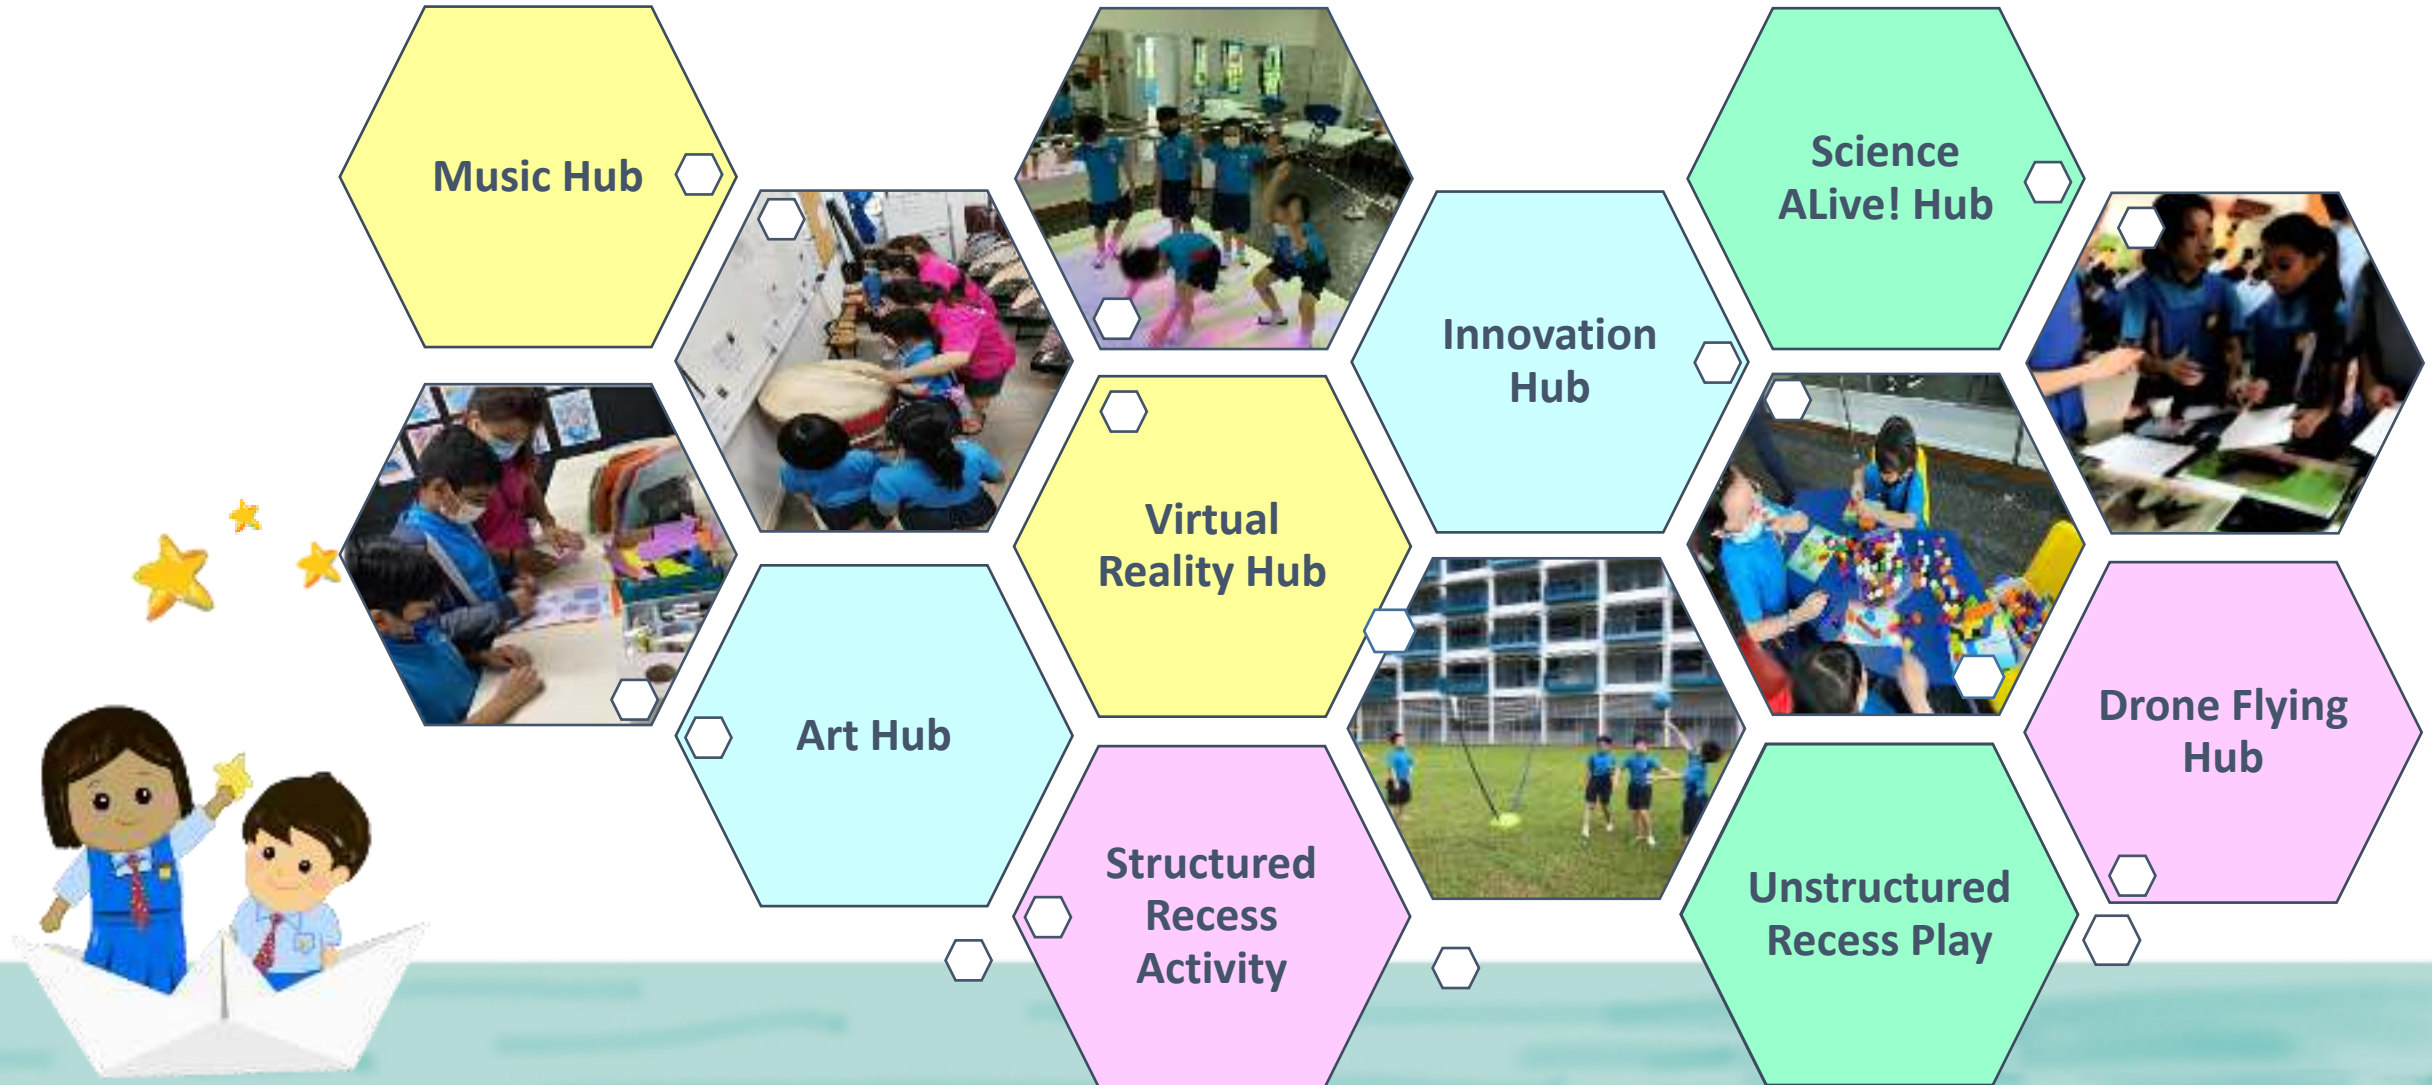 Music Hub
Science
ALive! Hub
Innovation
Hub
Virtual
Reality Hub
Art Hub
Drone Flying
Hub
Structured
Recess
Activity
Unstructured
Recess Play